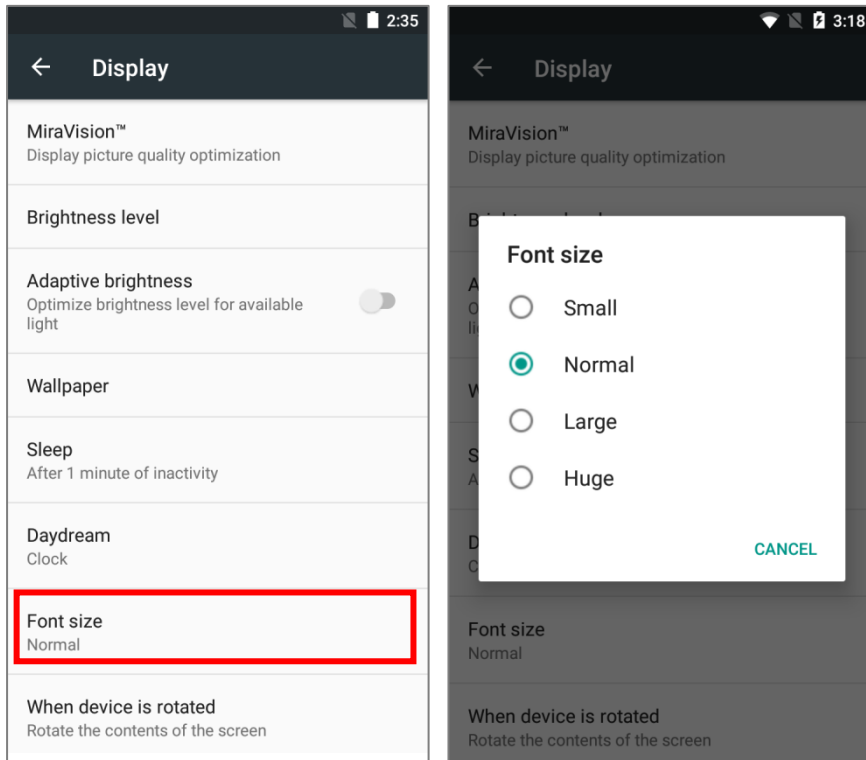 2:35
Display
MiraVision™
Display picture quality optimization
Brightness level
Adaptive brightness
Optimize brightness level for available
light
Wallpaper
Sleep
After 1 minute of inactivity
Daydream
Clock
Font size
Normal
When device is rotated
Rotate the contents of the screen
3:18
Display
MiraVision™
Display picture quality optimization
Font size
Small
Normal
Large
Huge
CANCEL
Font size
Normal
When device is rotated
Rotate the contents of the screen